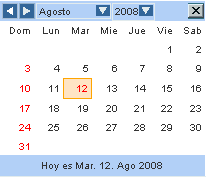 Agosto 2008
Dom Lun Mar Mie Jue Vie Sab
1 2
3 4 5 6 7 8 9
10 11 12 13 14 15 16
17 18 19 20 21 22 23
24 25 26 27 28 29 30
31
Hoy es Mar. 12. Ago 2008